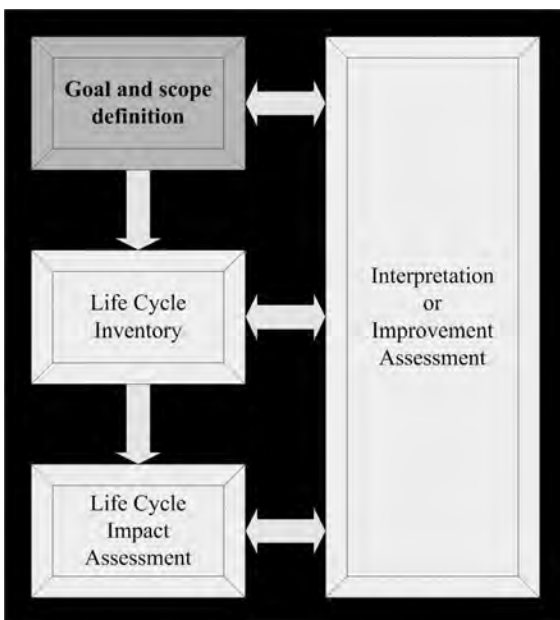 Goal and scope
definition
Life Cycle
Inventory
Life Cycle
Impact
Assessment
Interpretation
or
Improvement
Assessment